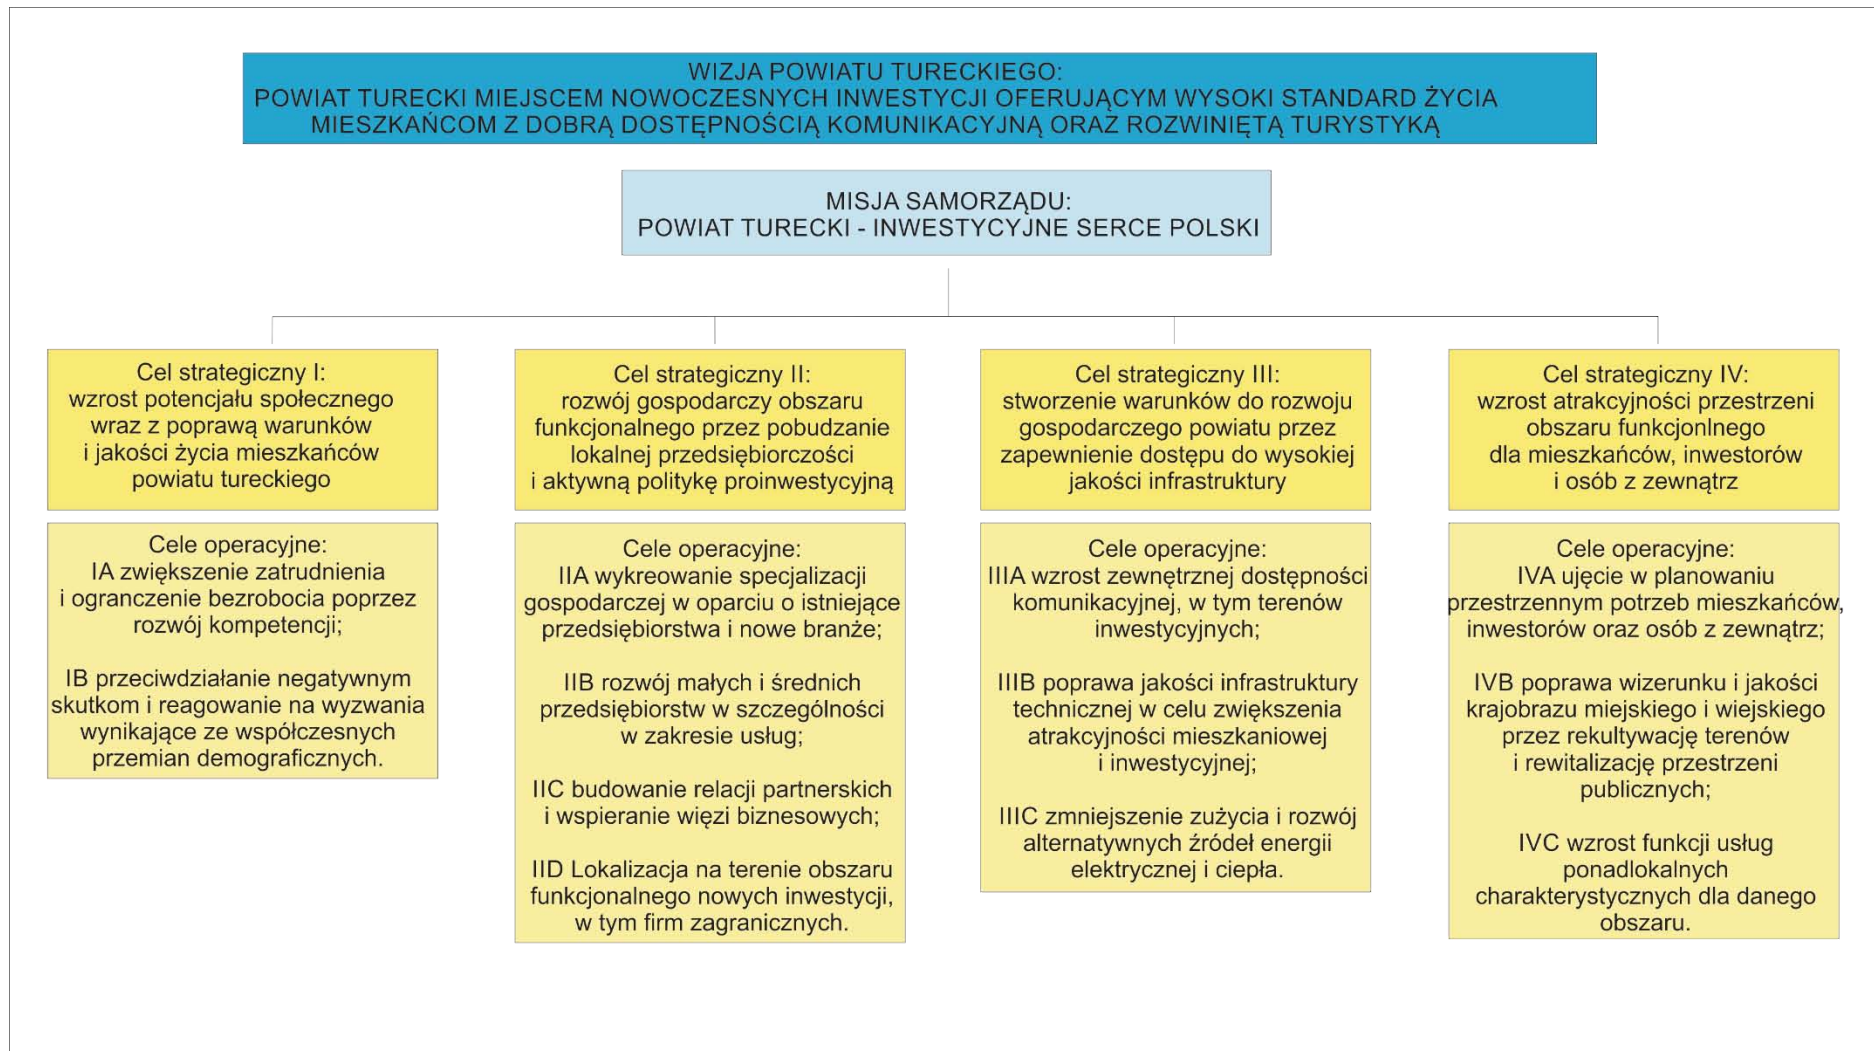 WIZJA POWIATU TURECKIEGO:
POWIAT TURECKI MIEJSCEM NOWOCZESNYCH INWESTYCJI OFERUJĄCYM WYSOKI STANDARD ŻYCIA
MIESZKAŃCOM Z DOBRĄ DOSTĘPNOŚCIĄ KOMUNIKACYJNĄ ORAZ ROZWINIĘTĄ TURYSTYKĄ
MISJA SAMORZĄDU:
POWIAT TURECKI - INWESTYCYJNE SERCE POLSKI
Cel strategiczny I:
wzrost potencjału społecznego
wraz z poprawą warunków
i jakości życia mieszkańców
powiatu tureckiego
Cele operacyjne:
IA zwiększenie zatrudnienia
i ogranczenie bezrobocia poprzez
rozwój kompetencji;
IB przeciwdziałanie negatywnym
skutkom i reagowanie na wyzwania
wynikające ze współczesnych
przemian demograficznych.
Cel strategiczny II:
rozwój gospodarczy obszaru
funkcjonalnego przez pobudzanie
lokalnej przedsiębiorczości
i aktywną politykę proinwestycyjną
Cele operacyjne:
IIA wykreowanie specjalizacji
gospodarczej w oparciu o istniejące
przedsiębiorstwa i nowe branże;
IIB rozwój małych i średnich
przedsiębiorstw w szczególności
w zakresie usług;
IIC budowanie relacji partnerskich
i wspieranie więzi biznesowych;
IID Lokalizacja na terenie obszaru
funkcjonalnego nowych inwestycji,
w tym firm zagranicznych.
Cel strategiczny III:
stworzenie warunków do rozwoju
gospodarczego powiatu przez
zapewnienie dostępu do wysokiej
jakości infrastruktury
Cele operacyjne:
IIIA wzrost zewnętrznej dostępności
komunikacyjnej, w tym terenów
inwestycyjnych;
IIIB poprawa jakości infrastruktury
technicznej w celu zwiększenia
atrakcyjności mieszkaniowej
i inwestycyjnej;
IIIC zmniejszenie zużycia i rozwój
alternatywnych źródeł energii
elektrycznej i ciepła.
Cel strategiczny IV:
wzrost atrakcyjności przestrzeni
obszaru funkcjonlnego
dla mieszkańców, inwestorów
i osób z zewnątrz
Cele operacyjne:
IVA ujęcie w planowaniu
przestrzennym potrzeb mieszkańców,
inwestorów oraz osób z zewnątrz;
IVB poprawa wizerunku i jakości
krajobrazu miejskiego i wiejskiego
przez rekultywację terenów
i rewitalizację przestrzeni
publicznych;
IVC wzrost funkcji usług
ponadlokalnych
charakterystycznych dla danego
obszaru.